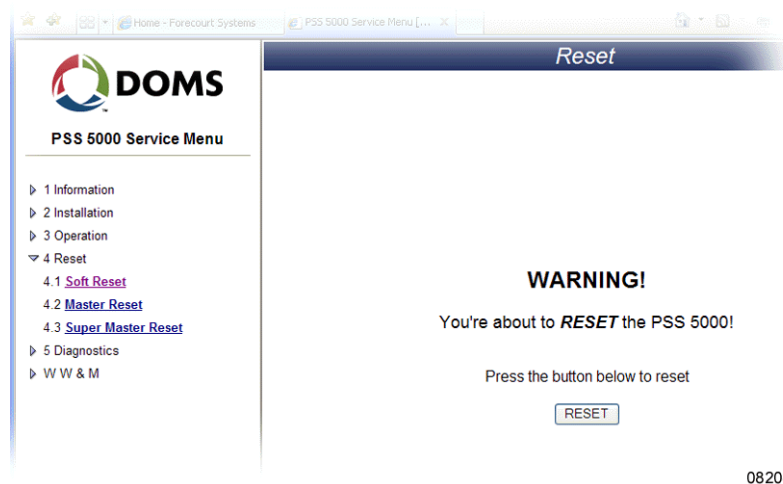 Home - Forecourt Systems
PSS 5000 Service Menu [... X
Reset
DOMS
PSS 5000 Service Menu
1 Information
2 Installation
3 Operation
4 Reset
4.1 Soft Reset
4.2 Master Reset
4.3 Super Master Reset
5 Diagnostics
W W & M
WARNING!
You're about to RESET the PSS 5000!
Press the button below to reset
RESET
0820